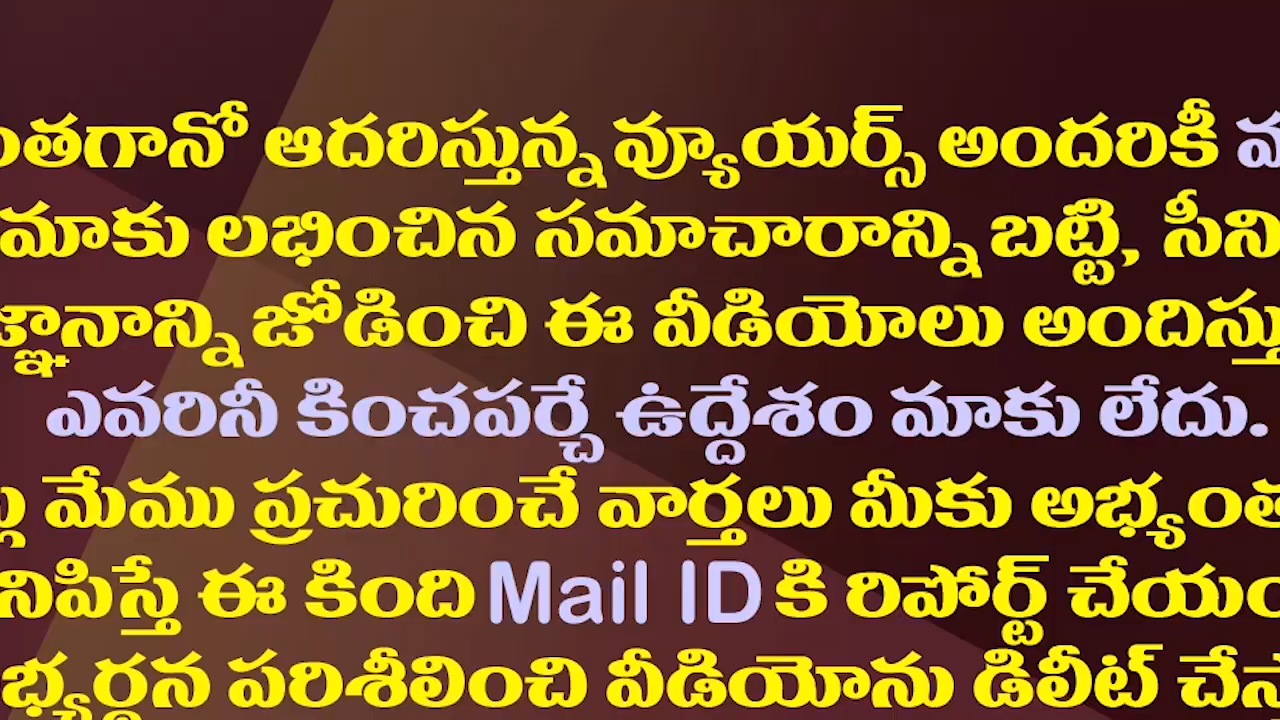 ంతగానో ఆదరిస్తున్న వ్యూయర్స్ అందరికీ
మాకు లభించిన సమాచారాన్ని బట్టి, సీని
జ్ఞానాన్ని జోడించి ఈ వీడియోలు అందిస్తు
ఎవరినీ కించపర్చే ఉద్దేశం మాకు లేదు.
మేము ప్రచురించే వార్తలు మీకు అభ్యంత
నిపిస్తే ఈ కింది Mail ID కి రిపోర్ట్ చేయం
భ్యర్థన పరిశీలించి వీడియోను డిలీట్ చేస